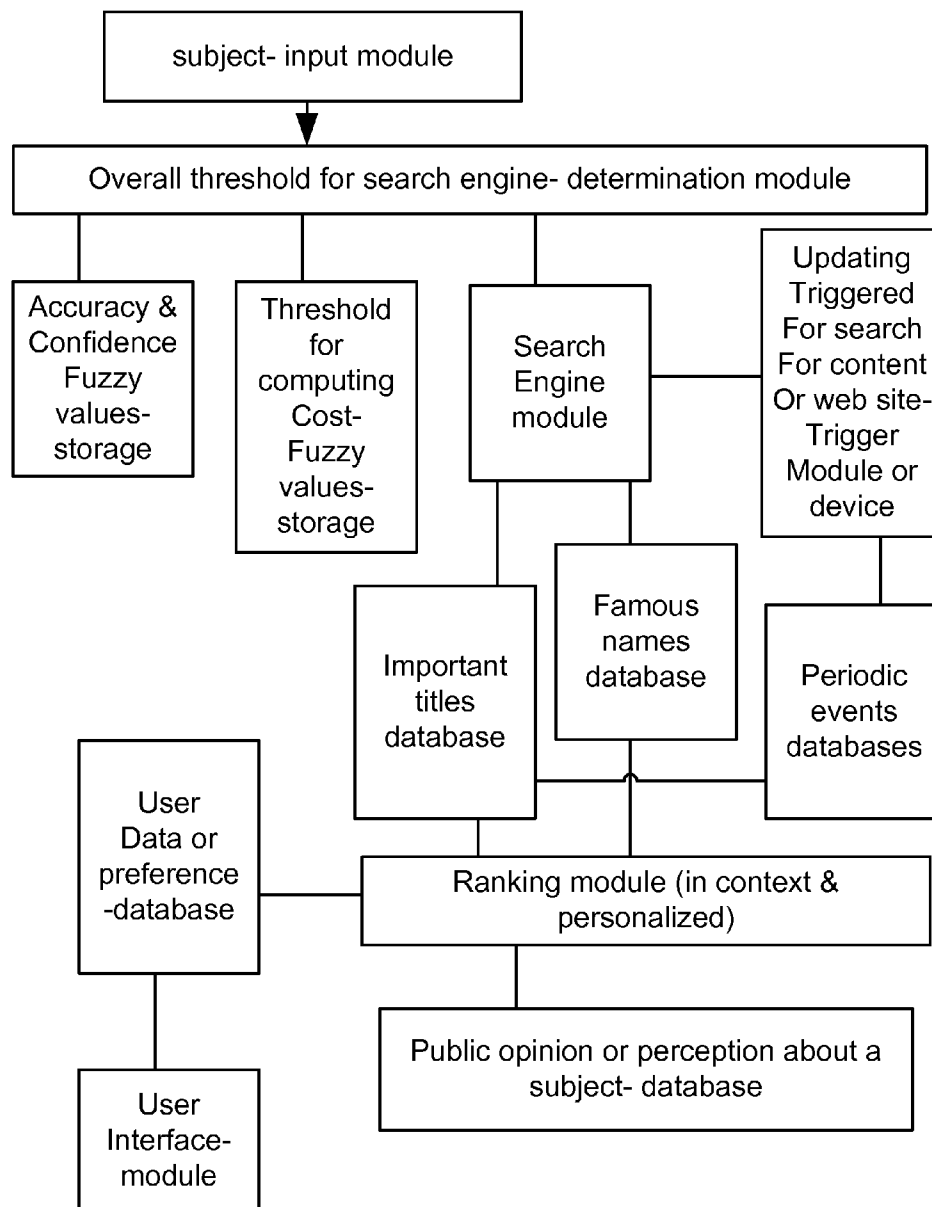 subject- input module
Overall threshold for search engine- determination module
Accuracy &
Confidence
Fuzzy
values-
storage
Threshold
for
computing
Cost-
Fuzzy
values-
storage
Search
Engine
module
Updating
Triggered
For search
For content
Or web site-
Trigger
Module or
device
Important
titles
database
Famous
names
database
Periodic
events
databases
User
Data or
preference
-database
Ranking module (in context &
personalized)
Public opinion or perception about a
subject- database
User
Interface-
module